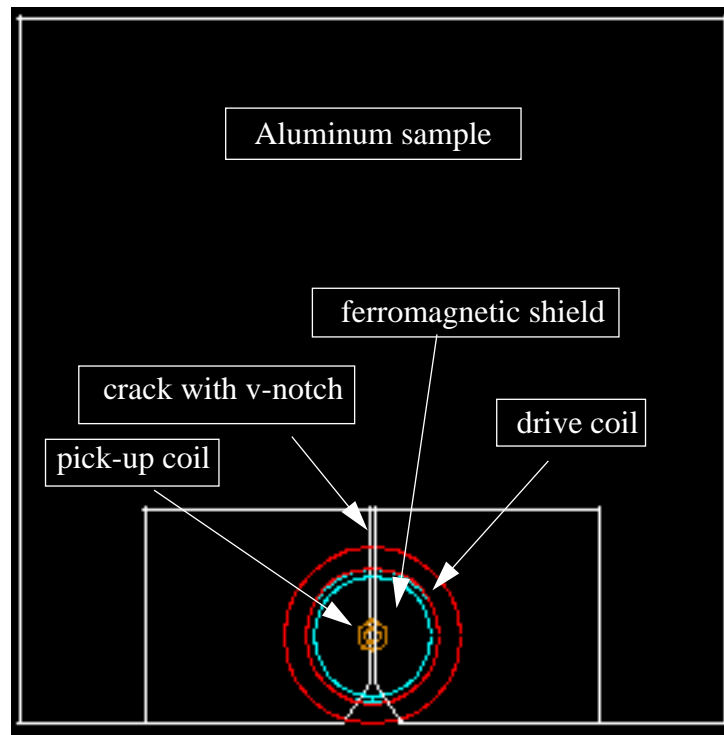 Aluminum sample
ferromagnetic shield
crack with v-notch
drive coil
pick-up coil